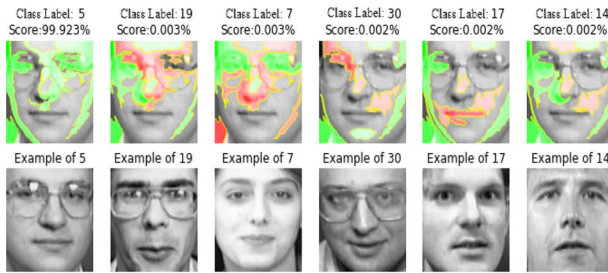 Class Label: 5
Score:99.923%
Class Label: 19
Score:0.003%
Class Label: 7
Score:0.003%
Class Label: 30
Score:0.002%
Class Label: 17
Score:0.002%
Class Label: 14
Score:0.002%
Example of 5
Example of 19
Example of 7
Example of 30
Example of 17
Example of 14